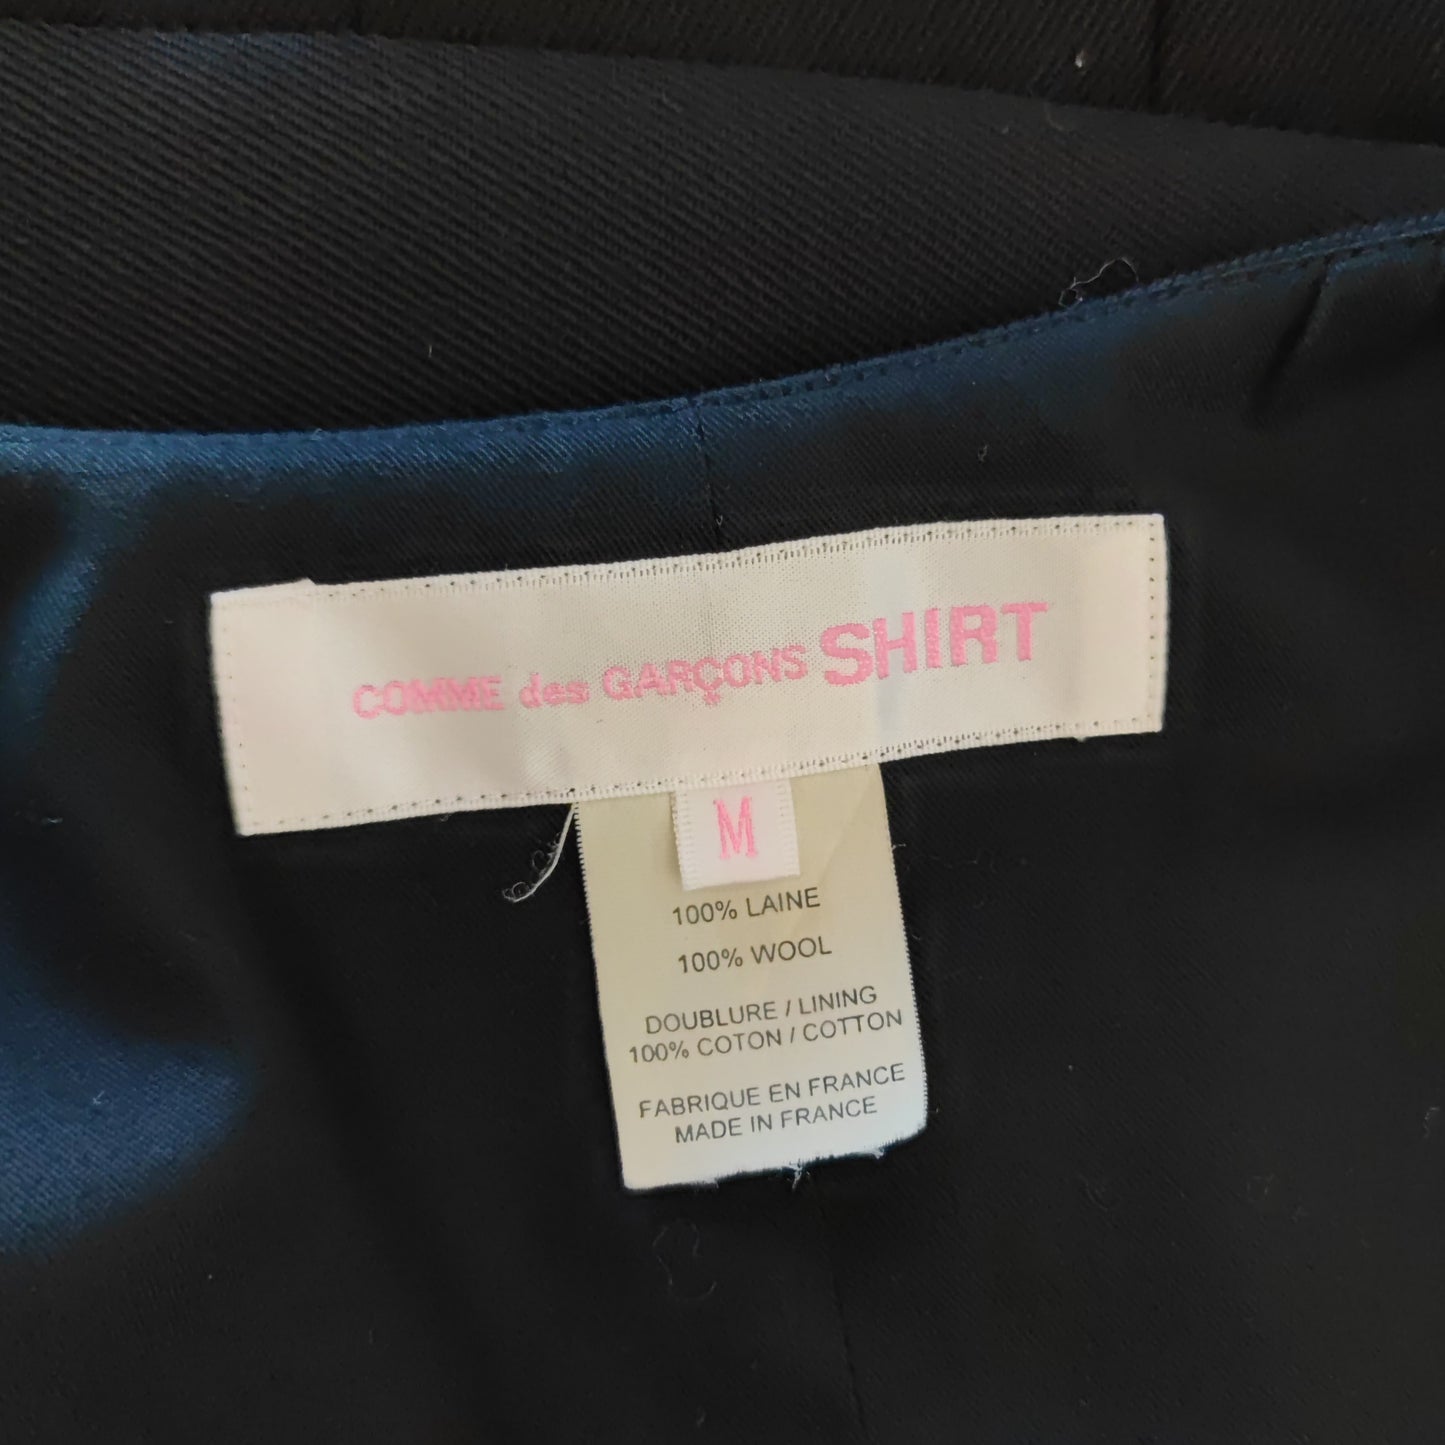 COMME des GARÇONS SHIRT
M
100% LAINE
100% WOOL
DOUBLURE / LINING
100% COTON / COTTON
FABRIQUE EN FRANCE
MADE IN FRANCE